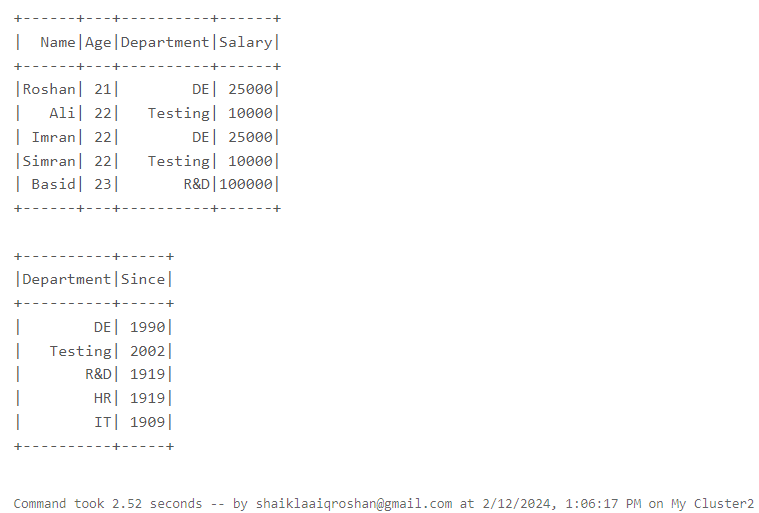 +------+---+----------+------+
|  Name|Age|Department|Salary|
+------+---+----------+------+
|Roshan| 21|        DE| 25000|
|   Ali| 22|   Testing| 10000|
| Imran| 22|        DE| 25000|
|Simran| 22|   Testing| 10000|
| Basid| 23|       R&D|100000|
+------+---+----------+------+

+----------+-----+
|Department|Since|
+----------+-----+
|        DE| 1990|
|   Testing| 2002|
|       R&D| 1919|
|        HR| 1919|
|        IT| 1909|
+----------+-----+

Command took 2.52 seconds -- by shaiklaaiqroshan@gmail.com at 2/12/2024, 1:06:17 PM on My Cluster2